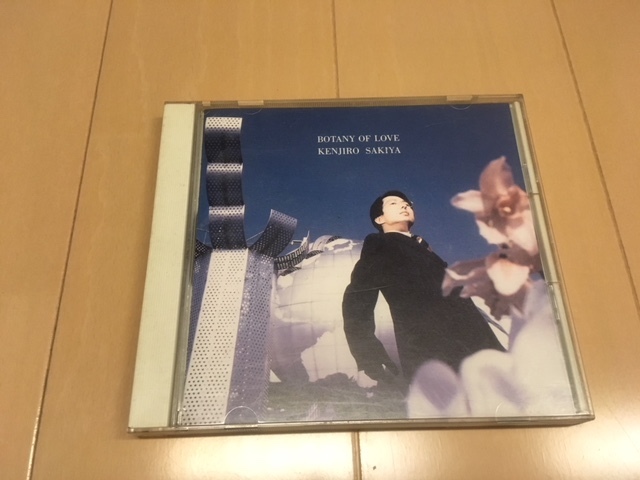 BOTANY OF LOVE
KENJIRO SAKIYA